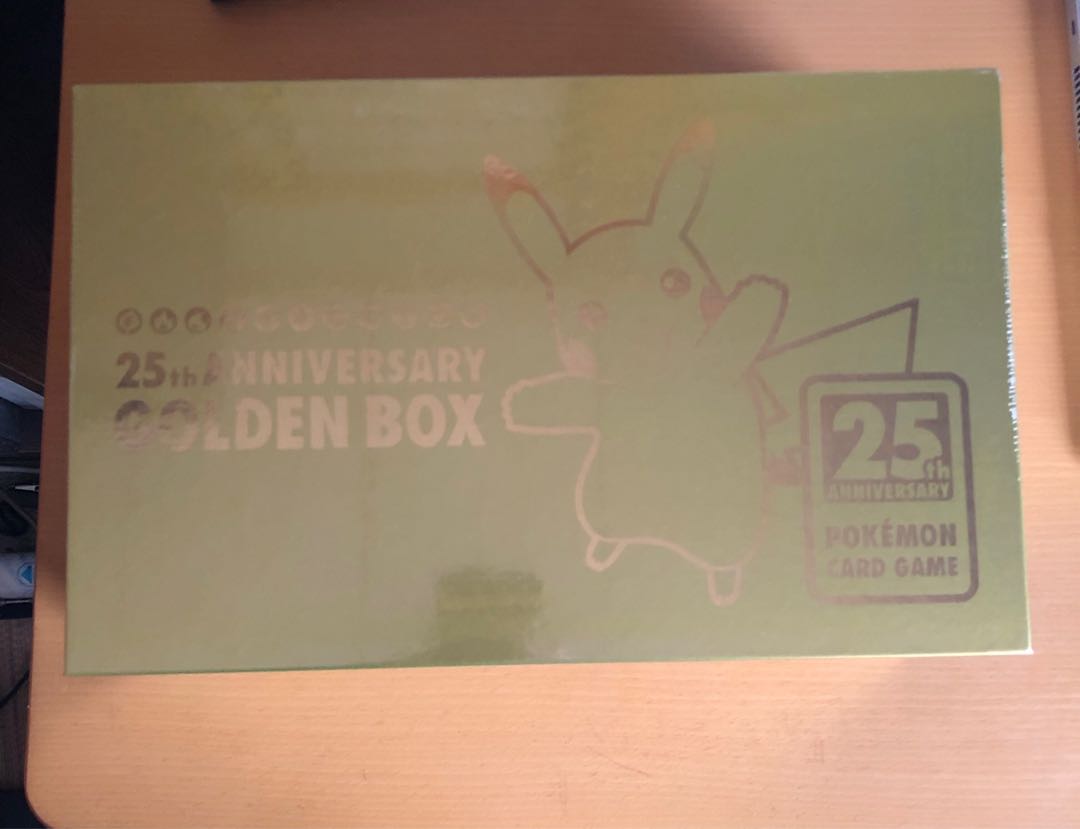 25th ANNIVERSARY
GOLDEN BOX
25th
ANNIVERSARY
POKÉMON
CARD GAME